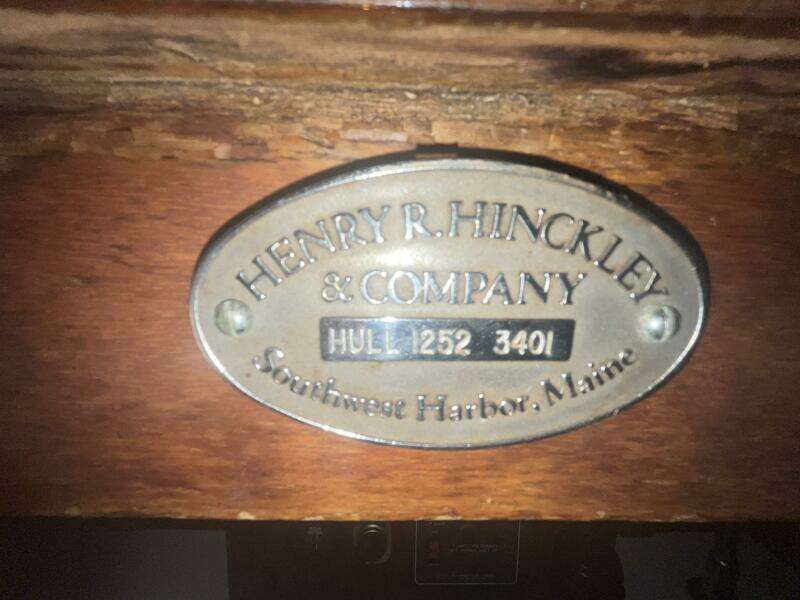 HENRY R. HINCKLEY
& COMPANY
HULL 1252 3401
Southwest Harbor, Maine